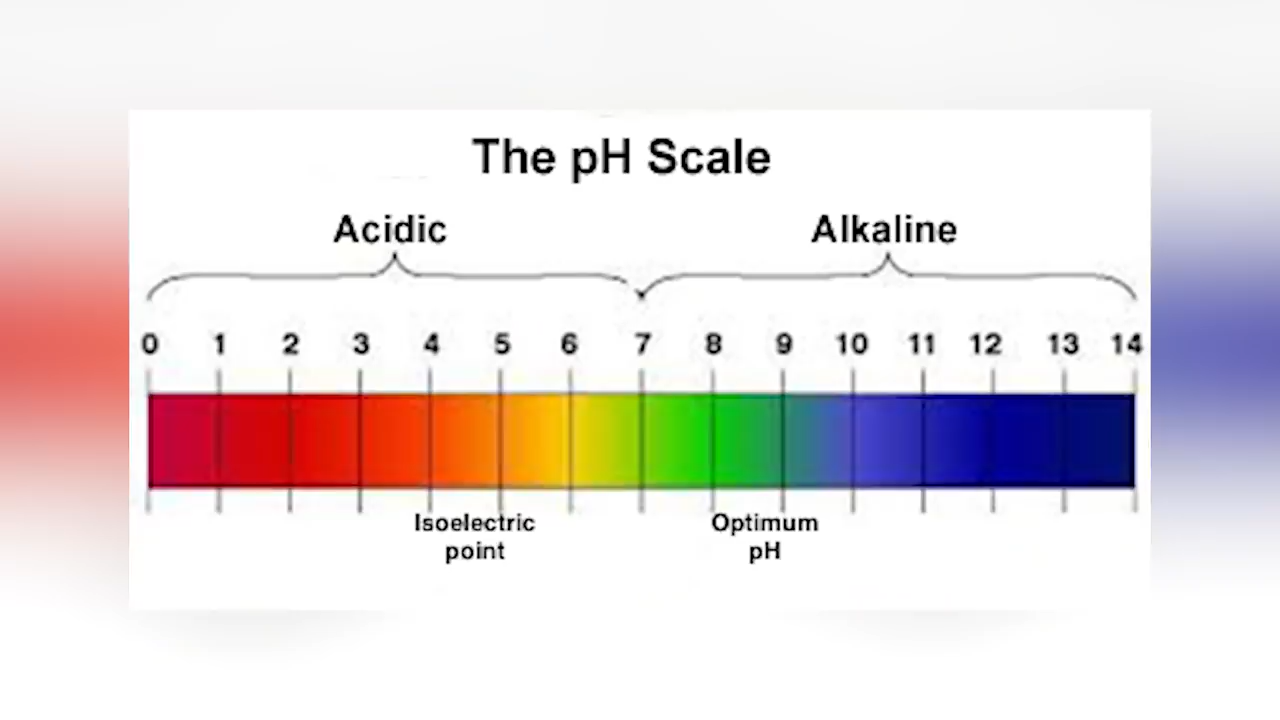 The pH Scale
Acidic Alkaline
0 1 2 3 4 5 6 7 8 9 10 11 12 13 14
Isoelectric point
Optimum pH